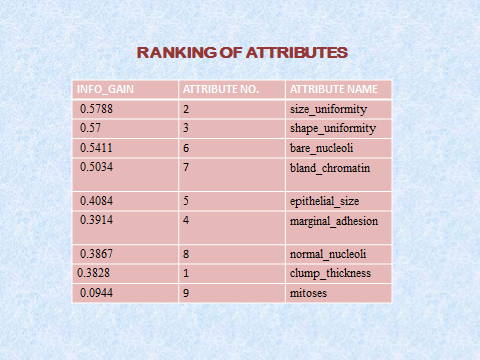 RANKING OF ATTRIBUTES
INFO_GAIN ATTRIBUTE NO. ATTRIBUTE NAME
0.5788 2 size_uniformity
0.57 3 shape_uniformity
0.5411 6 bare_nucleoli
0.5034 7 bland_chromatin
0.4084 5 epithelial_size
0.3914 4 marginal_adhesion
0.3867 8 normal_nucleoli
0.3828 1 clump_thickness
0.0944 9 mitoses